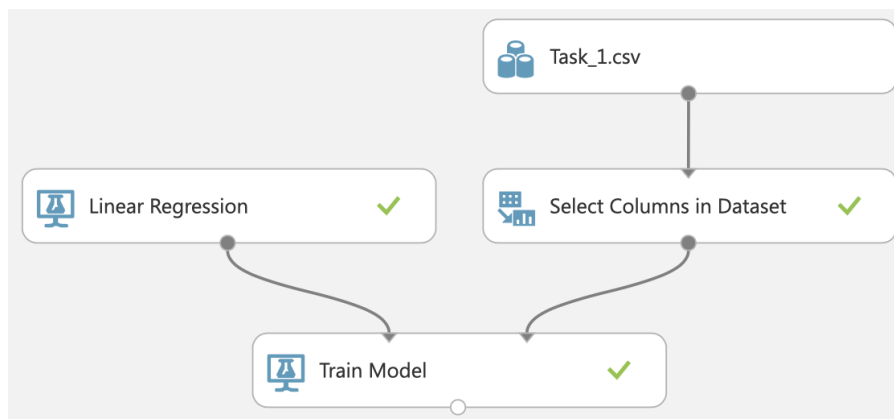 Task_1.csv
Linear Regression
Select Columns in Dataset
Train Model